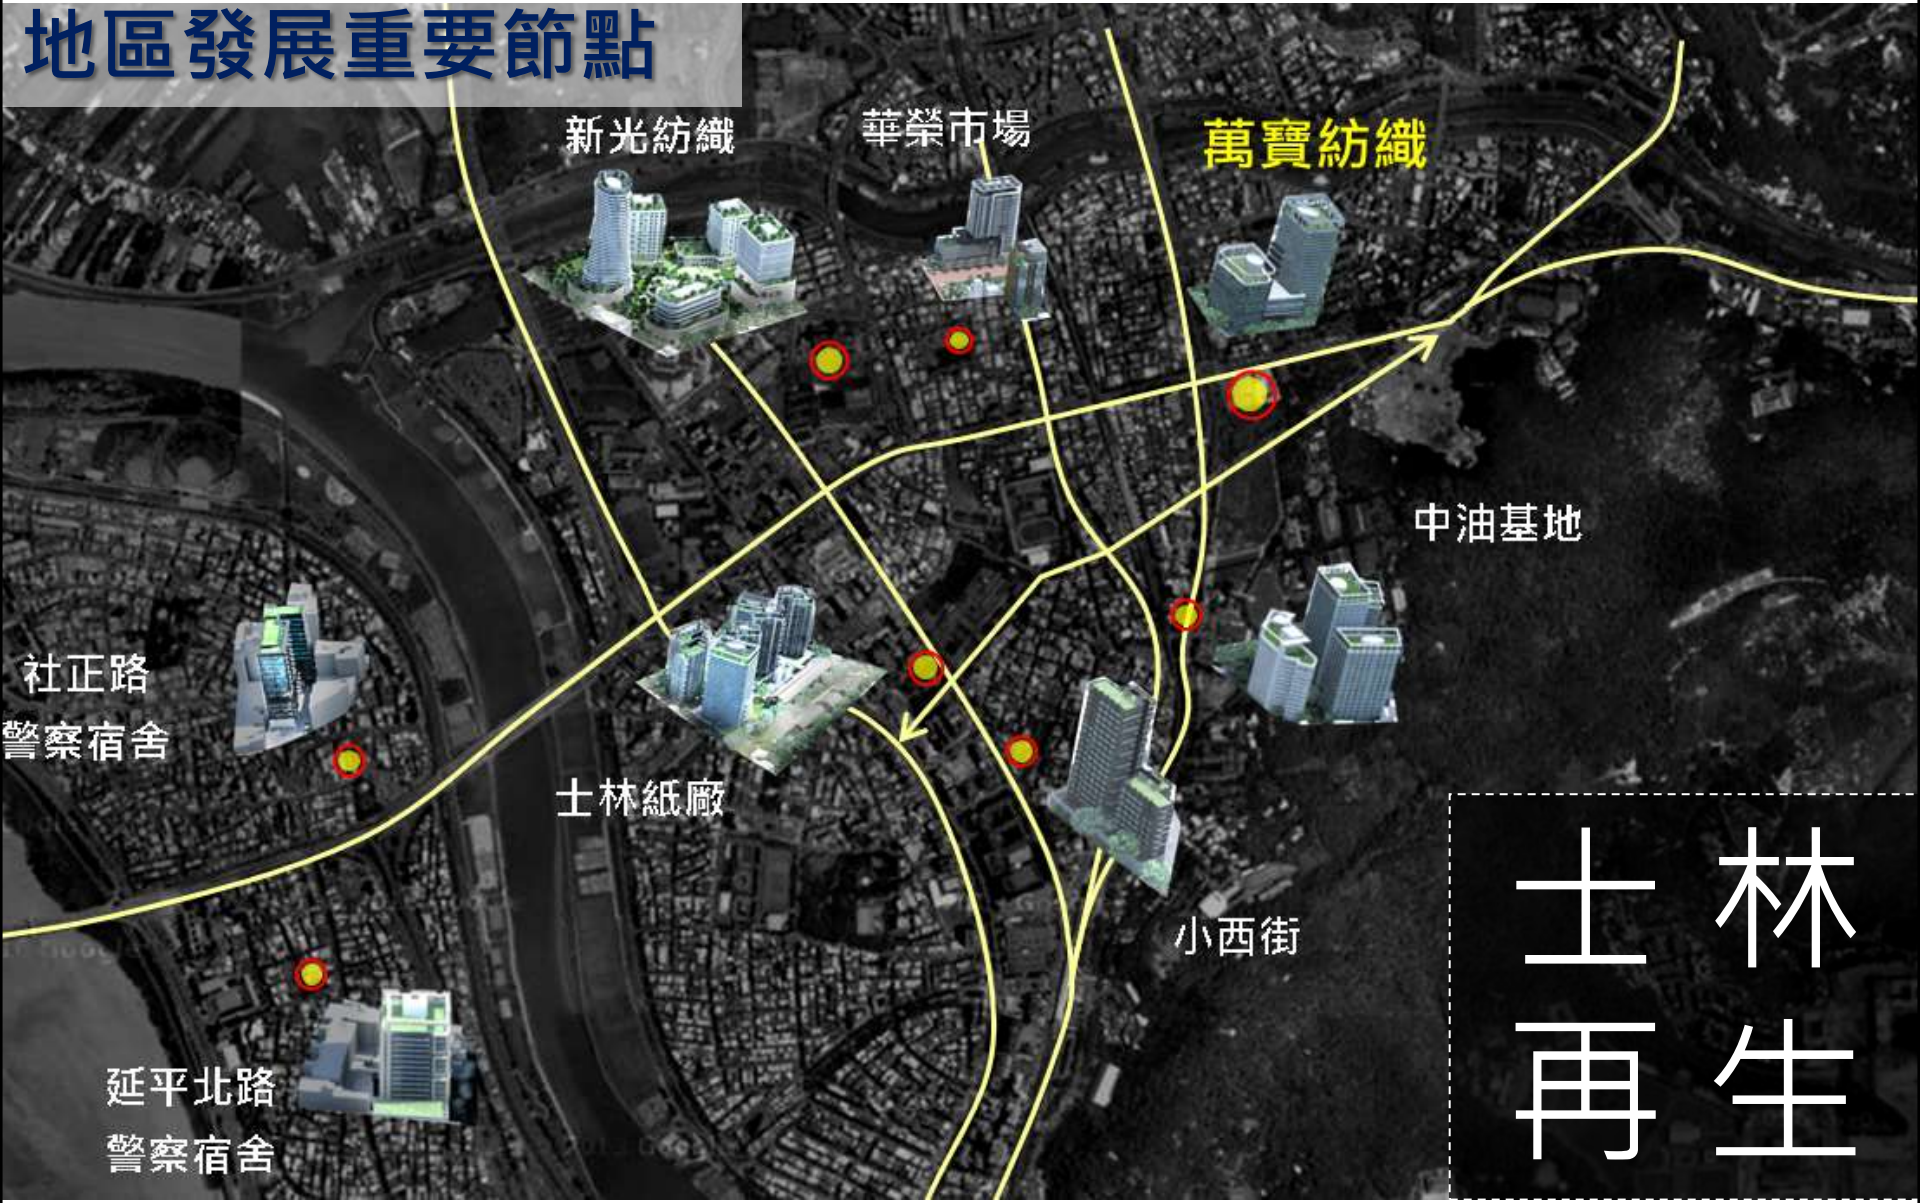 地區發展重要節點
新光紡織
華榮市場
萬寶紡織
中油基地
社正路
警察宿舍
士林紙廠
小西街
延平北路
警察宿舍
士林
再生